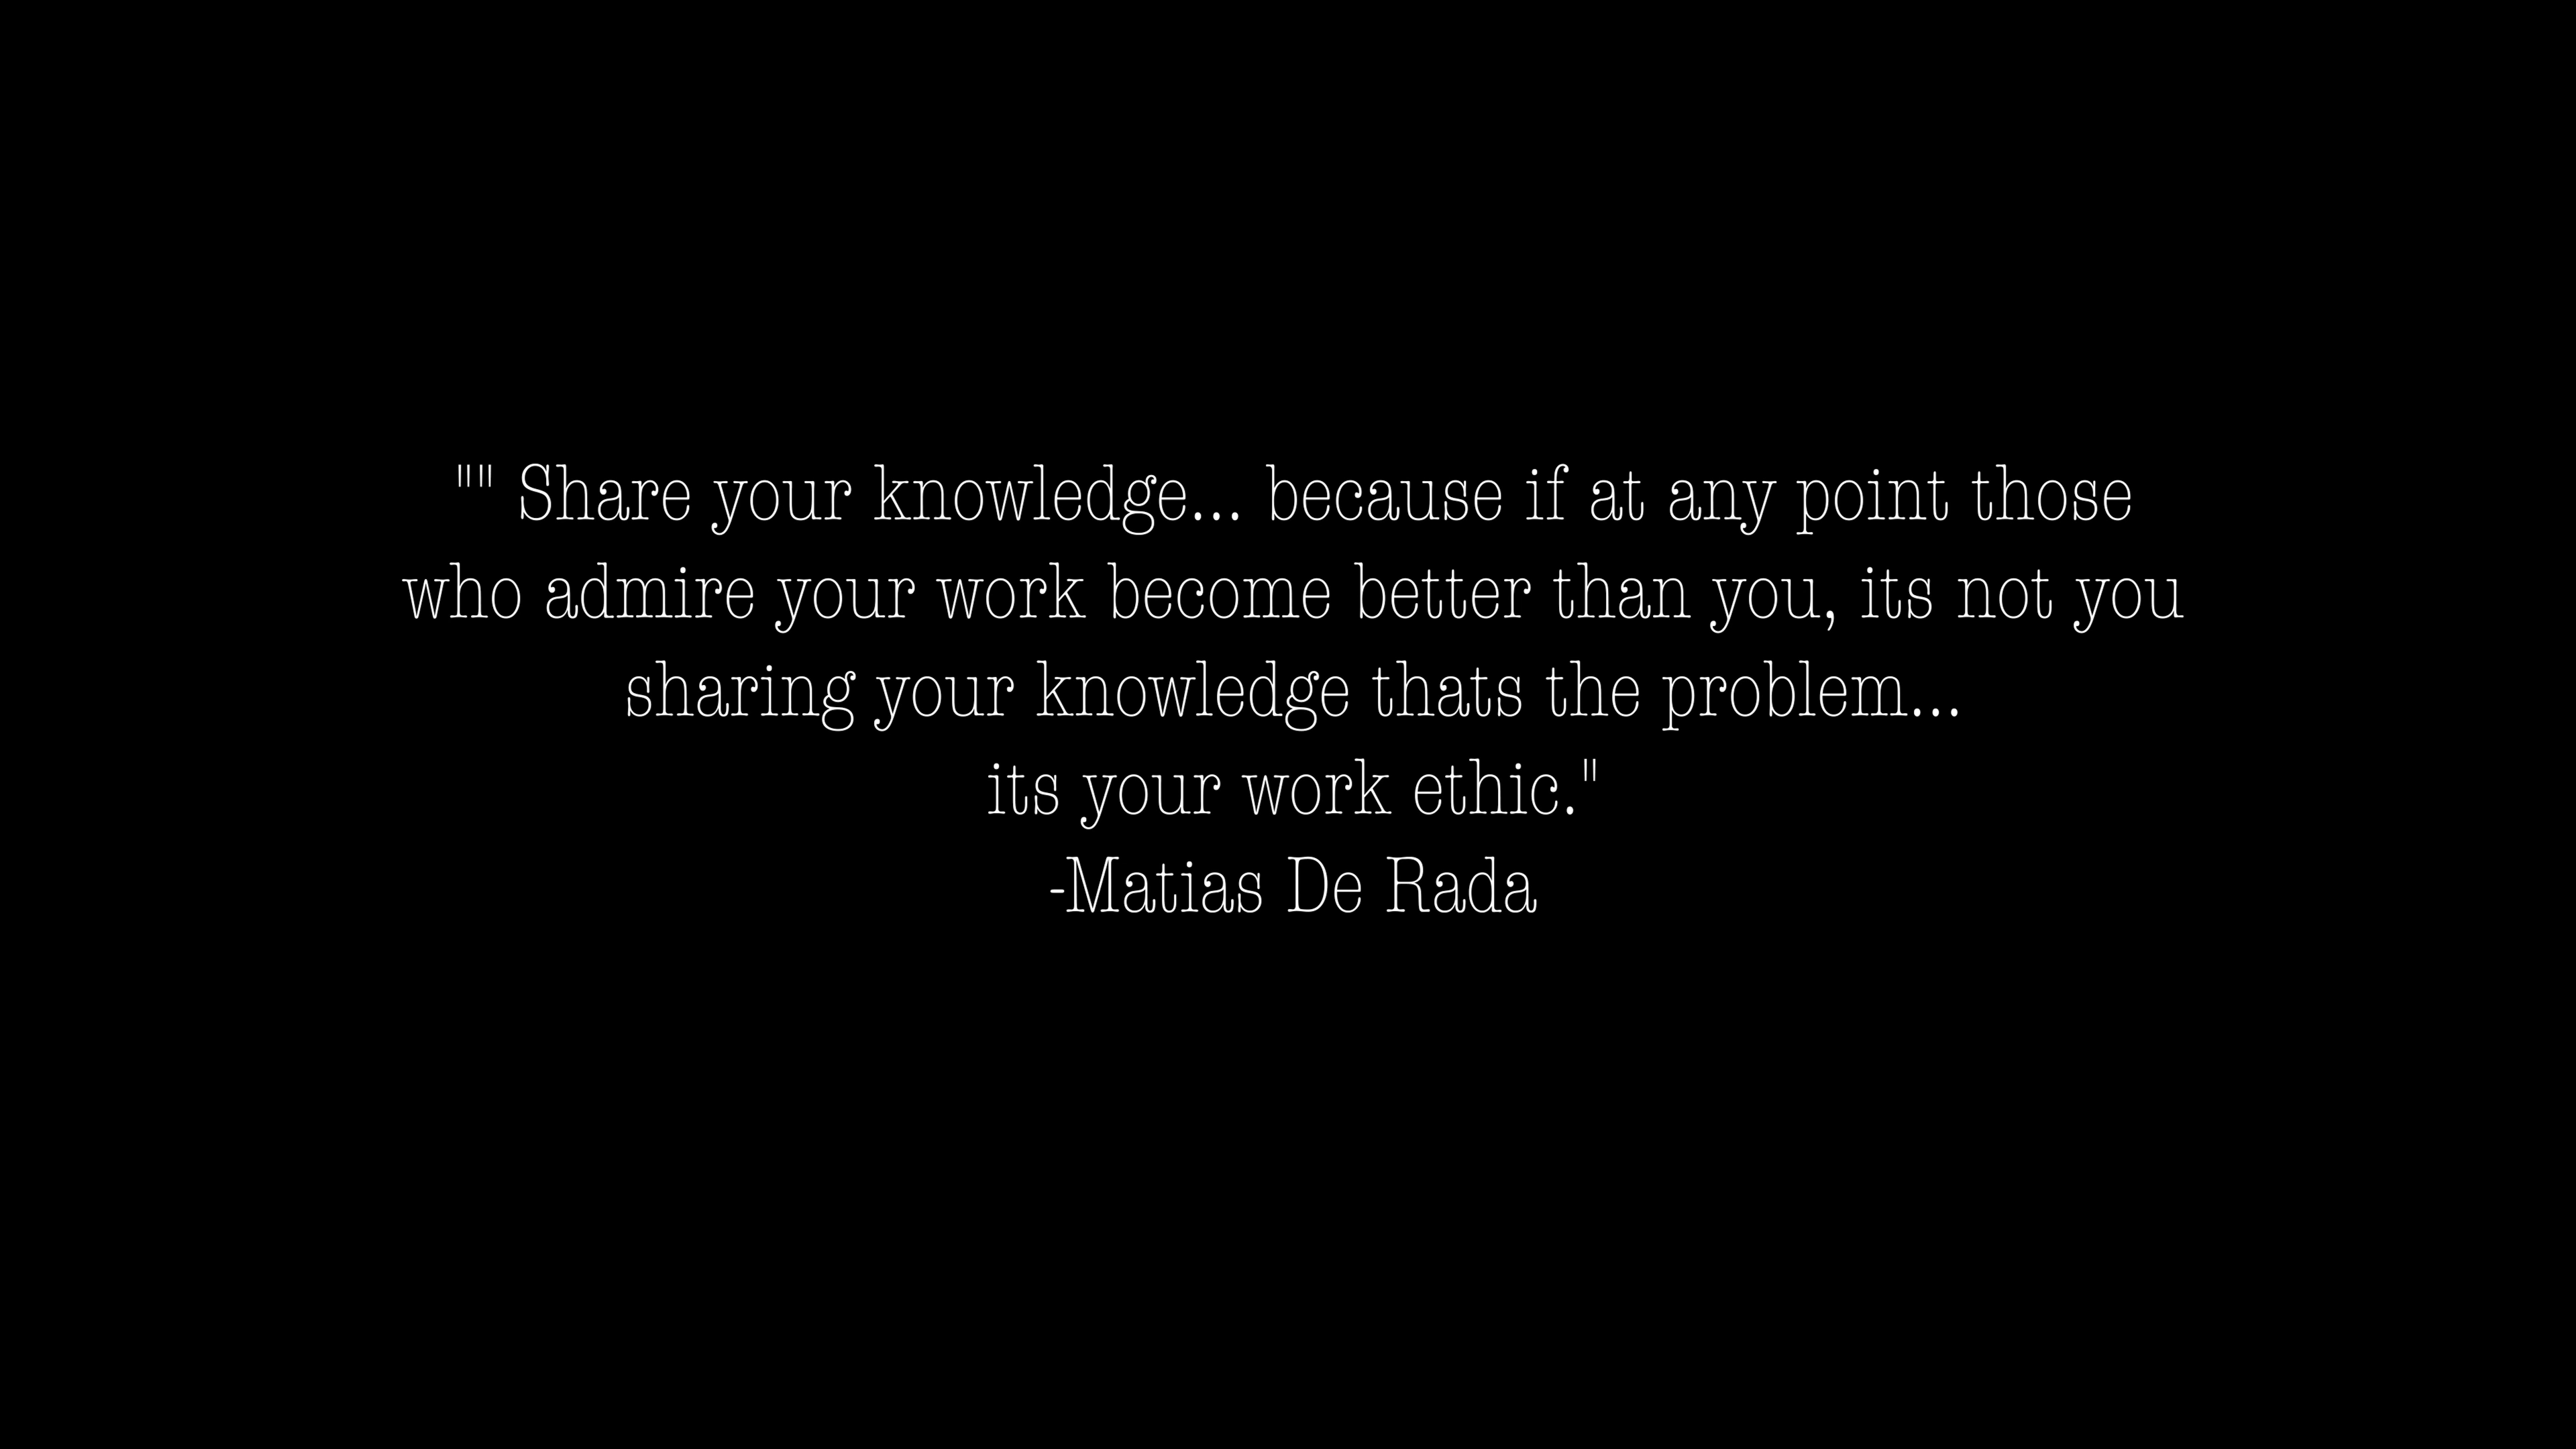 "" Share your knowledge... because if at any point those
who admire your work become better than you, its not you
sharing your knowledge thats the problem...
its your work ethic."
-Matias De Rada